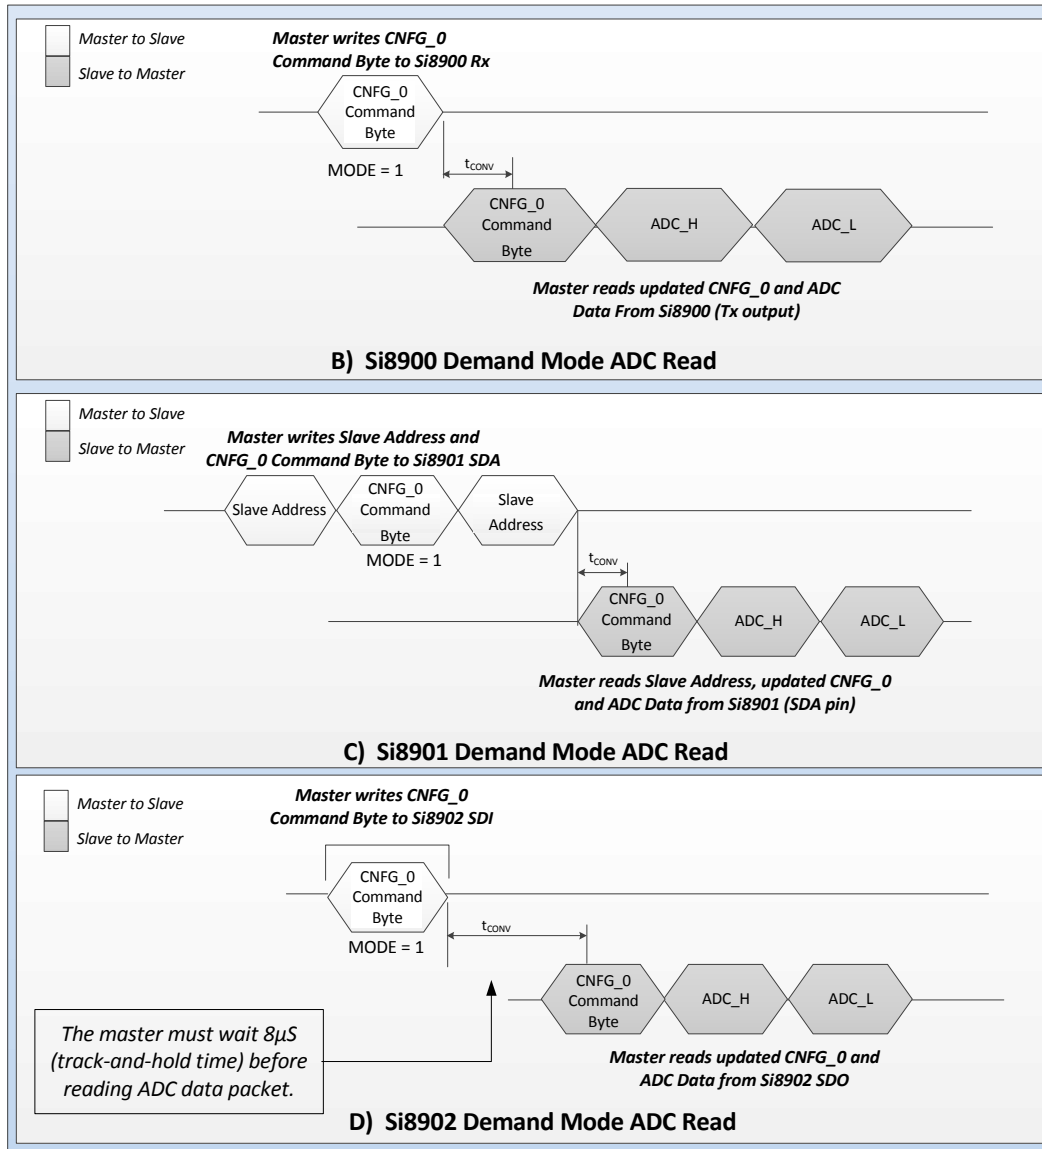 Master to Slave
Slave to Master
Master writes CNFG_0
Command Byte to Si8900 Rx
CNFG_0
Command
Byte
MODE = 1
tCONV
CNFG_0
Command
Byte
ADC_H
ADC_L
Master reads updated CNFG_0 and ADC
Data From Si8900 (Tx output)
B) Si8900 Demand Mode ADC Read
Master to Slave
Slave to Master
Master writes Slave Address and
CNFG_0 Command Byte to Si8901 SDA
Slave Address
CNFG_0
Command
Byte
Slave
Address
MODE = 1
tCONV
CNFG_0
Command
Byte
ADC_H
ADC_L
Master reads Slave Address, updated CNFG_0
and ADC Data from Si8901 (SDA pin)
C) Si8901 Demand Mode ADC Read
Master to Slave
Slave to Master
Master writes CNFG_0
Command Byte to Si8902 SDI
CNFG_0
Command
Byte
MODE = 1
tCONV
CNFG_0
Command
Byte
ADC_H
ADC_L
The master must wait 8µS
(track-and-hold time) before
reading ADC data packet.
Master reads updated CNFG_0 and
ADC Data from Si8902 SDO
D) Si8902 Demand Mode ADC Read